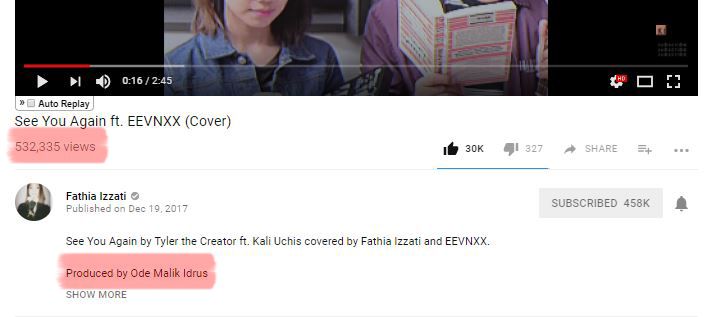 0:16 / 2:45
HD
» Auto Replay
See You Again ft. EEVNXX (Cover)
532,335 views
30K 327 SHARE
Fathia Izzati
Published on Dec 19, 2017
SUBSCRIBED 458K
See You Again by Tyler the Creator ft. Kali Uchis covered by Fathia Izzati and EEVNXX.
Produced by Ode Malik Idrus
SHOW MORE